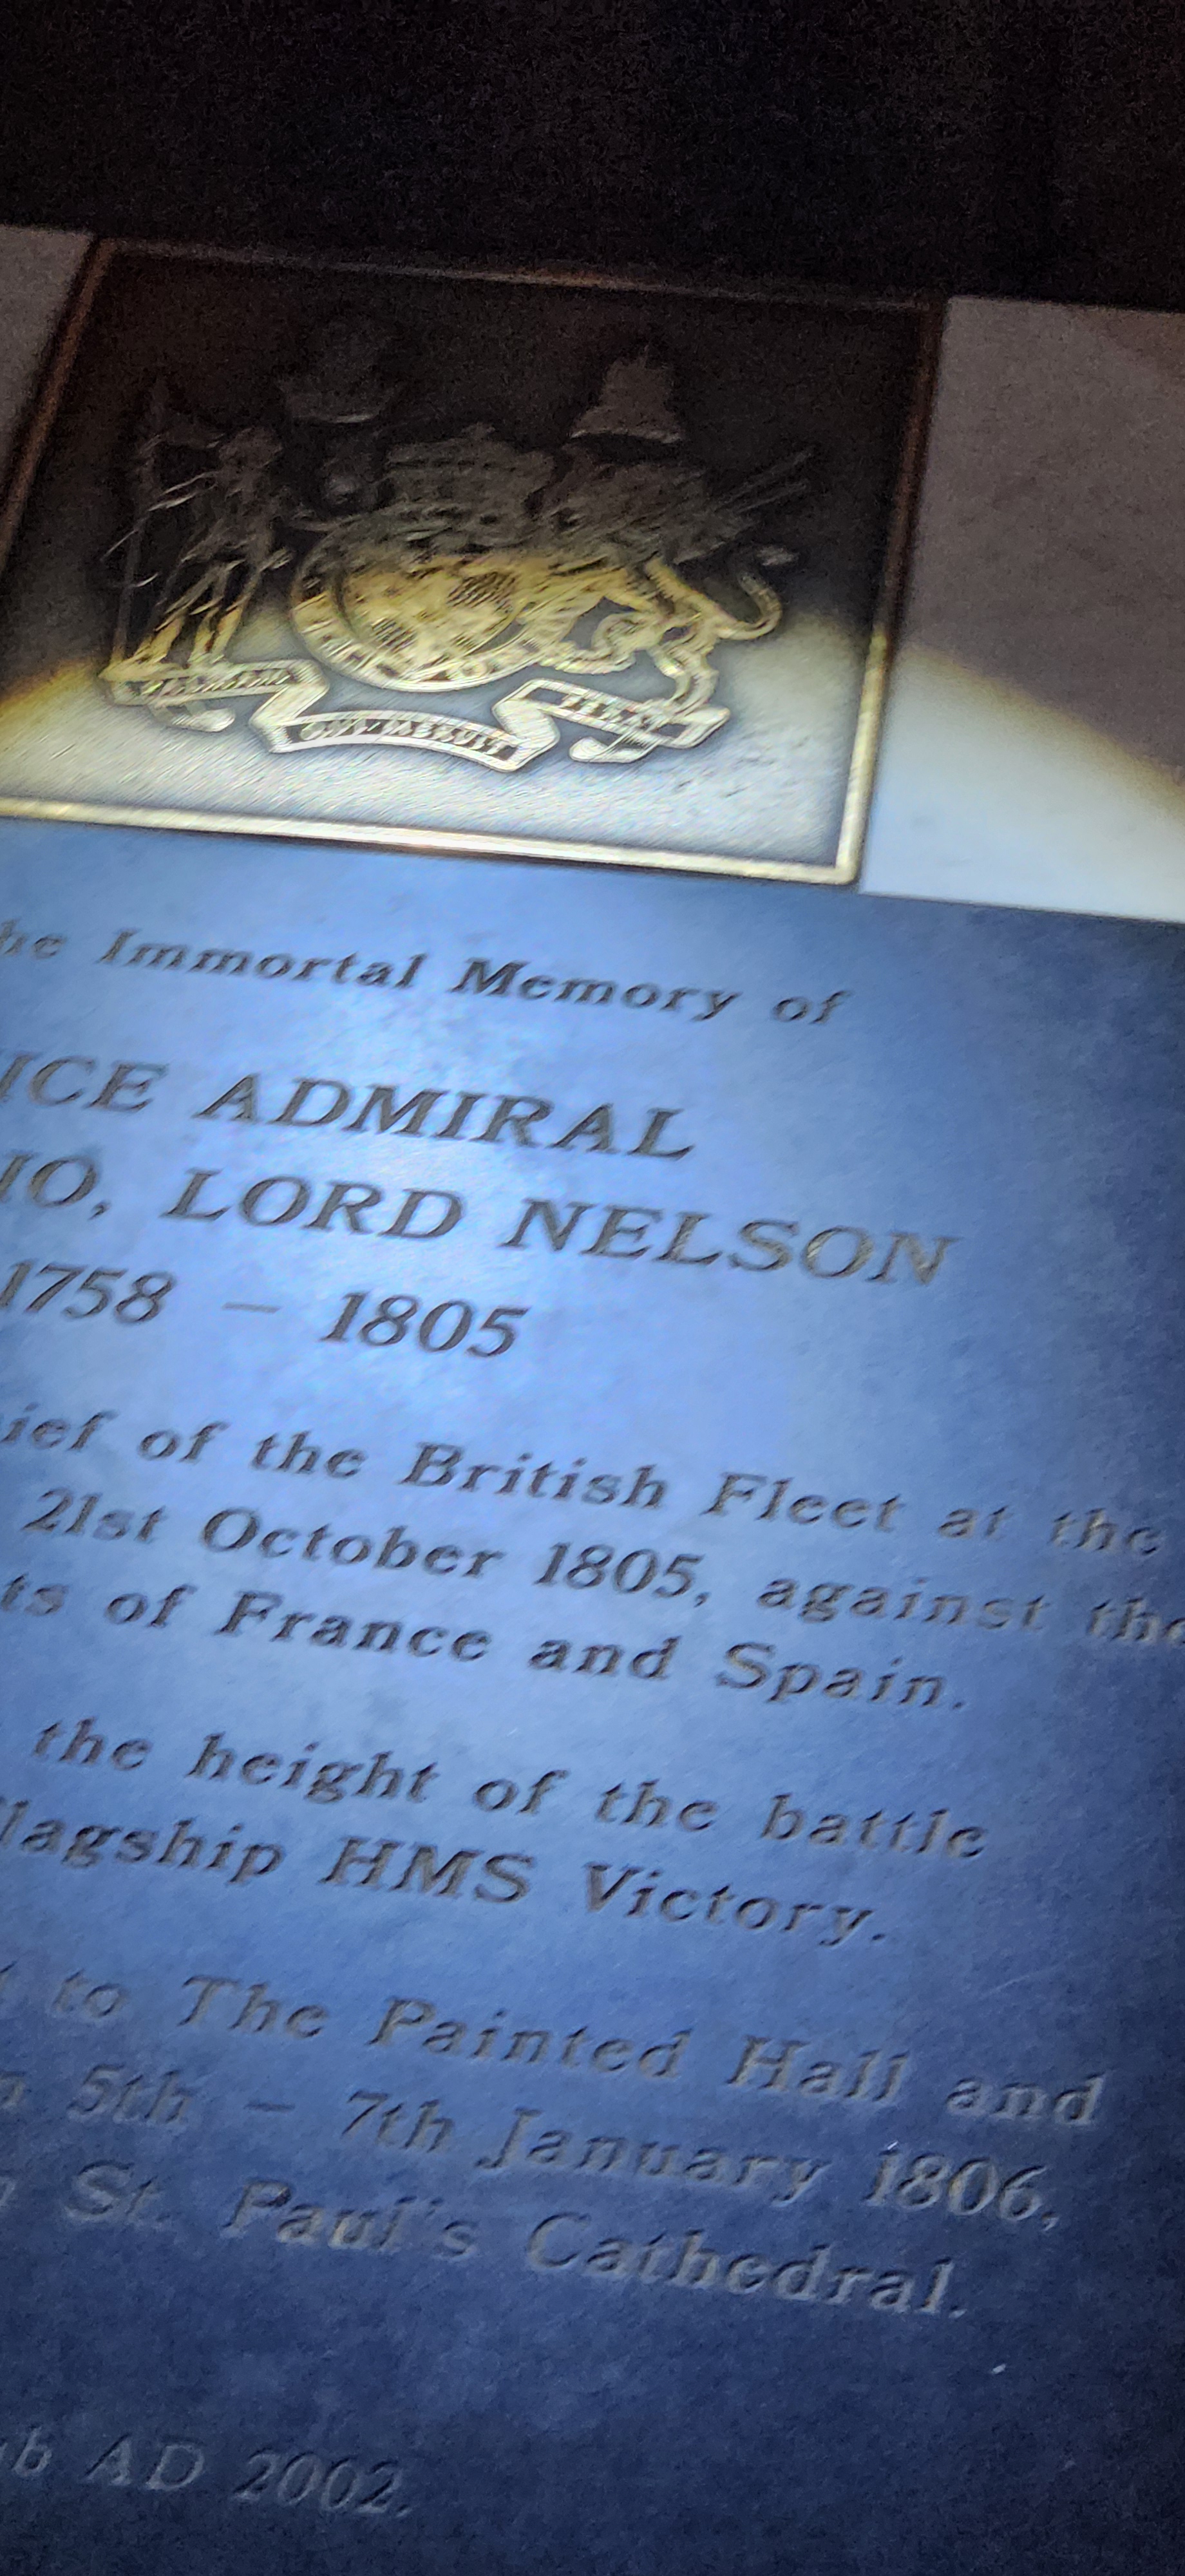 he Immortal Memory of
ICE ADMIRAL
IO, LORD NELSON
1758 – 1805
ief of the British Fleet at the
21st October 1805, against the
ts of France and Spain.
the height of the battle
flagship HMS Victory.
t to The Painted Hall and
n 5th – 7th January 1806,
St. Paul's Cathedral.
ub AD 2002.